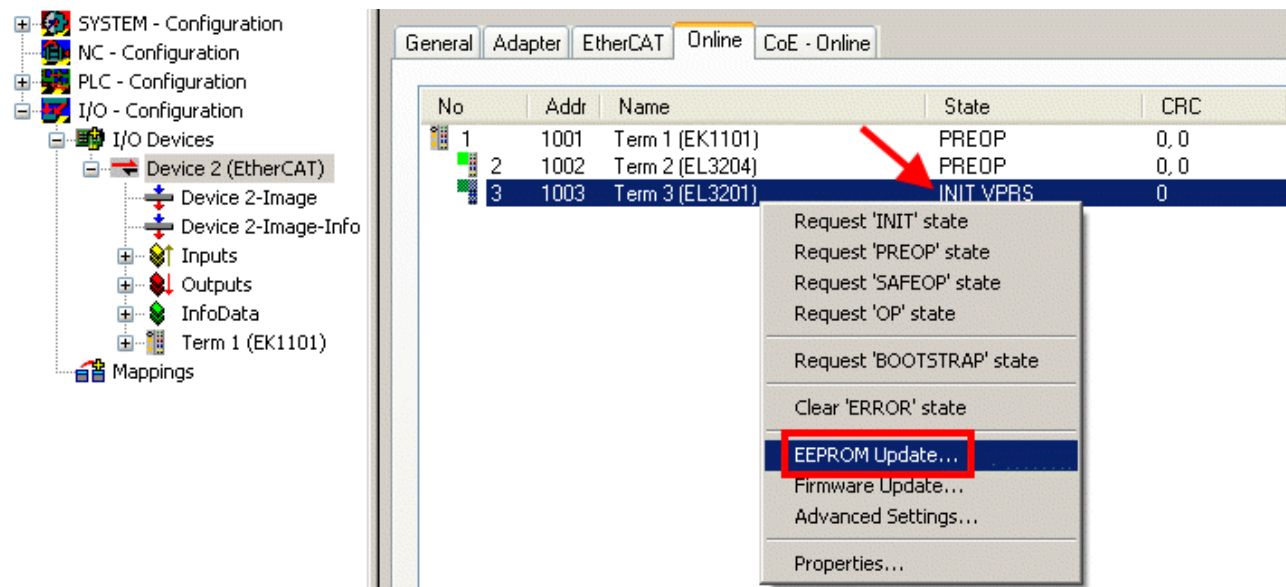 SYSTEM - Configuration
NC - Configuration
PLC - Configuration
I/O - Configuration
I/O Devices
Device 2 (EtherCAT)
Device 2-Image
Device 2-Image-Info
Inputs
Outputs
InfoData
Term 1 (EK1101)
Mappings
General Adapter EtherCAT Online CoE - Online
No Addr Name State CRC
1 1001 Term 1 (EK1101) PREOP 0, 0
2 1002 Term 2 (EL3204) PREOP 0, 0
3 1003 Term 3 (EL3201) INIT VPRS 0
Request 'INIT' state
Request 'PREOP' state
Request 'SAFEOP' state
Request 'OP' state
Request 'BOOTSTRAP' state
Clear 'ERROR' state
EEPROM Update...
Firmware Update...
Advanced Settings...
Properties...